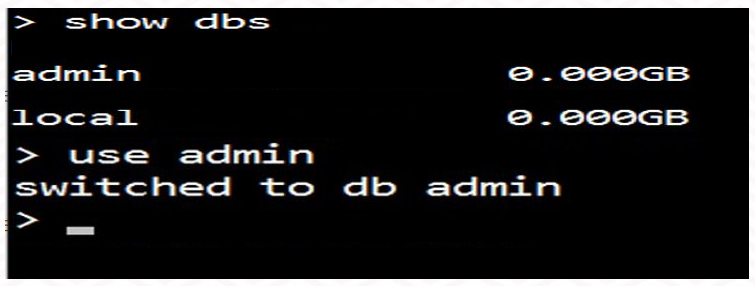 > show dbs
admin 0.000GB
local 0.000GB
> use admin
switched to db admin
> _